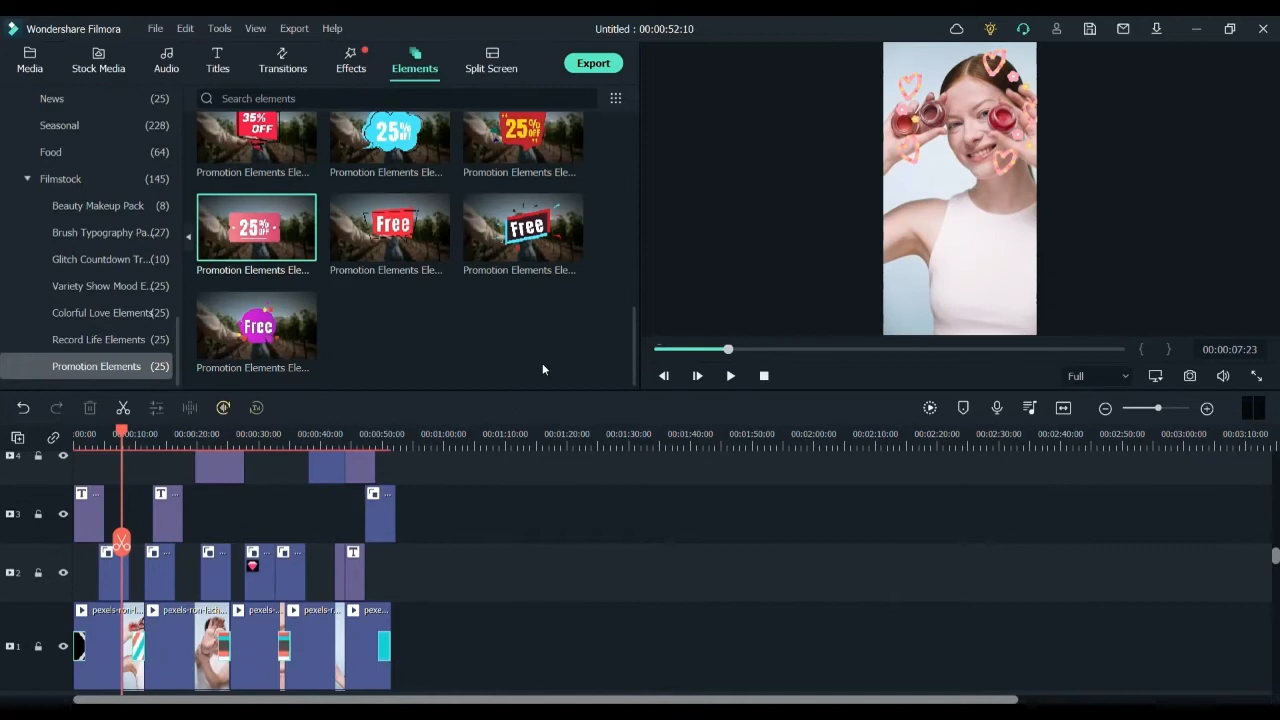 Wondershare Filmora
File Edit Tools View Export Help
Untitled : 00:00:52:10
Media
Stock Media
Audio
Titles
Transitions
Effects
Elements
Split Screen
Export
News (25)
Seasonal (228)
Food (64)
Filmstock (145)
Beauty Makeup Pack (8)
Brush Typography Pa..(27)
Glitch Countdown Tr...(10)
Variety Show Mood E..(25)
Colorful Love Elements(25)
Record Life Elements (25)
Promotion Elements (25)
Search elements
35% OFF
25% OFF
25% OFF
Promotion Elements Ele...
Promotion Elements Ele...
Promotion Elements Ele...
25% OFF
Free
Free
Promotion Elements Ele...
Promotion Elements Ele...
Promotion Elements Ele...
Free
Promotion Elements Ele...
{ } 00:00:07:23
Full
:00:00 00:00:10:00 00:00:20:00 00:00:30:00 00:00:40:00 00:00:50:00 00:01:00:00 00:01:10:00 00:01:20:00 00:01:30:00 00:01:40:00 00:01:50:00 00:02:00:00 00:02:10:00 00:02:20:00 00:02:30:00 00:02:40:00 00:02:50:00 00:03:00:00 00:03:10:00
4
3
T ...
T ...
...
2
...
...
T
1
pexels-ron-l...
pexels-ron-lach...
pexels-...
pexels-r...
pexe...